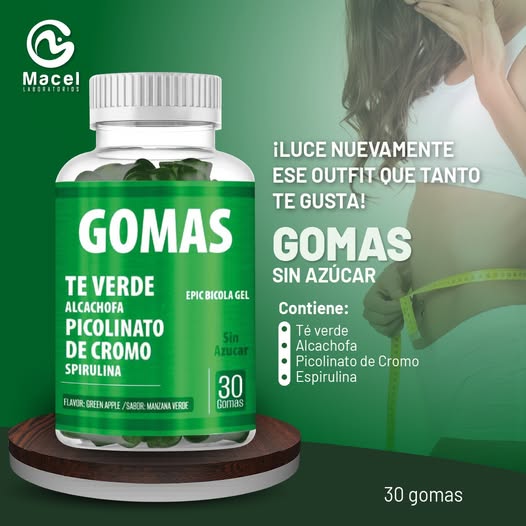 Macel
LABORATORIOS
GOMAS
TE VERDE
ALCACHOFA
PICOLINATO
DE CROMO
SPIRULINA
EPIC BICOLA GEL
Sin
Azucar
FLAVOR: GREEN APPLE / SABOR: MANZANA VERDE
30
Gomas
¡LUCE NUEVAMENTE
ESE OUTFIT QUE TANTO
TE GUSTA!
GOMAS
SIN AZÚCAR
Contiene:
Té verde
Alcachofa
Picolinato de Cromo
Espirulina
30 gomas